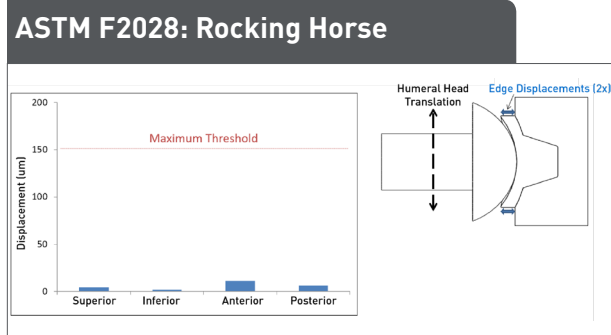 ASTM F2028: Rocking Horse
200
150
100
50
0
Displacement (um)
Maximum Threshold
Superior
Inferior
Anterior
Posterior
Humeral Head
Translation
Edge Displacements (2x)